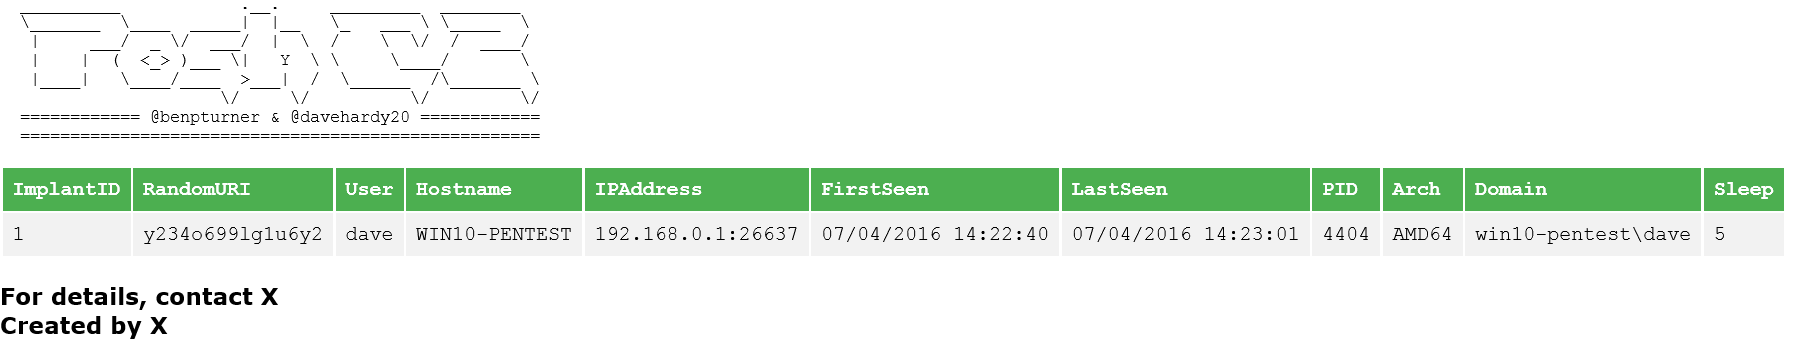 PoshC2
============ @benpturner & @davehardy20 ============
====================================================
ImplantID RandomURI User Hostname IPAddress FirstSeen LastSeen PID Arch Domain Sleep
1 y234o699lg1u6y2 dave WIN10-PENTEST 192.168.0.1:26637 07/04/2016 14:22:40 07/04/2016 14:23:01 4404 AMD64 win10-pentest\dave 5
For details, contact X
Created by X